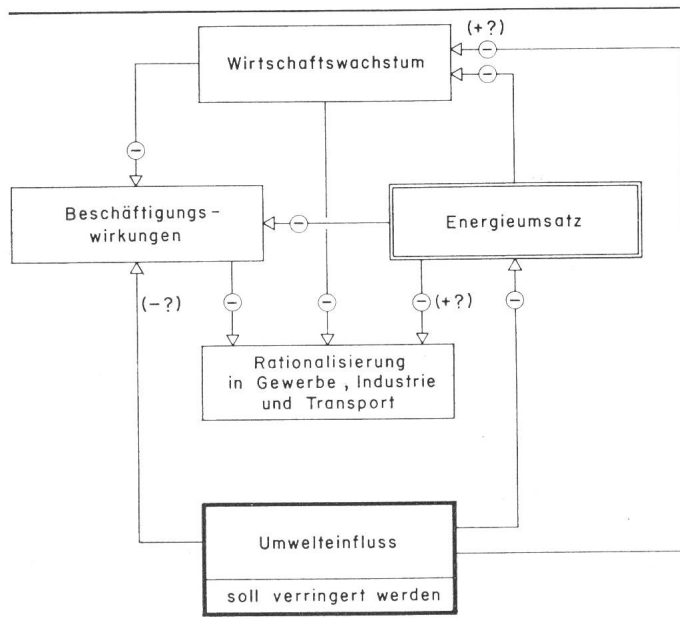 (+?)
Wirtschaftswachstum
Beschäftigungs-
wirkungen
Energieumsatz
(-?)
(+?)
Rationalisierung
in Gewerbe, Industrie
und Transport
Umwelteinfluss
soll verringert werden